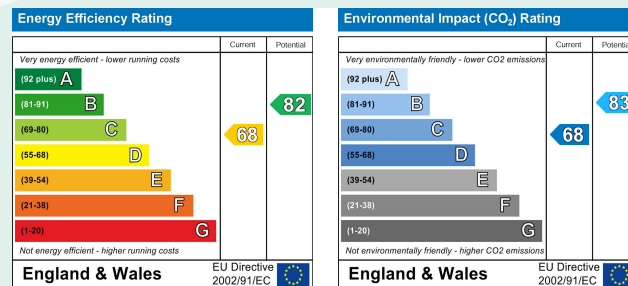 Energy Efficiency Rating
Current Potential
Very energy efficient - lower running costs
(92 plus) A
(81-91) B
82
(69-80) C
68
(55-68) D
(39-54) E
(21-38) F
(1-20) G
Not energy efficient - higher running costs
England & Wales
EU Directive
2002/91/EC
Environmental Impact (CO₂) Rating
Current Potential
Very environmentally friendly - lower CO2 emissions
(92 plus) A
(81-91) B
83
(69-80) C
68
(55-68) D
(39-54) E
(21-38) F
(1-20) G
Not environmentally friendly - higher CO2 emissions
England & Wales
EU Directive
2002/91/EC